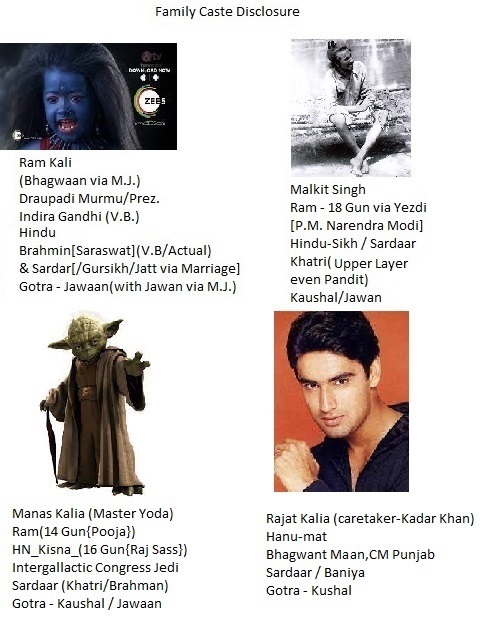 Family Caste Disclosure
DOWNLOAD NOW
ZEE5
Ram Kali
(Bhagwaan via M.J.)
Draupadi Murmu/Prez.
Indira Gandhi (V.B.)
Hindu
Brahmin[Saraswat](V.B/Actual)
& Sardar[/Gursikh/Jatt via Marriage]
Gotra - Jawaan(with Jawan via M.J.)
Malkit Singh
Ram - 18 Gun via Yezdi
[P.M. Narendra Modi]
Hindu-Sikh / Sardaar
Khatri( Upper Layer
even Pandit)
Kaushal/Jawan
Manas Kalia (Master Yoda)
Ram(14 Gun{Pooja})
HN_Kisna_(16 Gun{Raj Sass})
Intergallactic Congress Jedi
Sardaar (Khatri/Brahman)
Gotra - Kaushal / Jawaan
Rajat Kalia (caretaker-Kadar Khan)
Hanu-mat
Bhagwant Maan,CM Punjab
Sardaar / Baniya
Gotra - Kushal